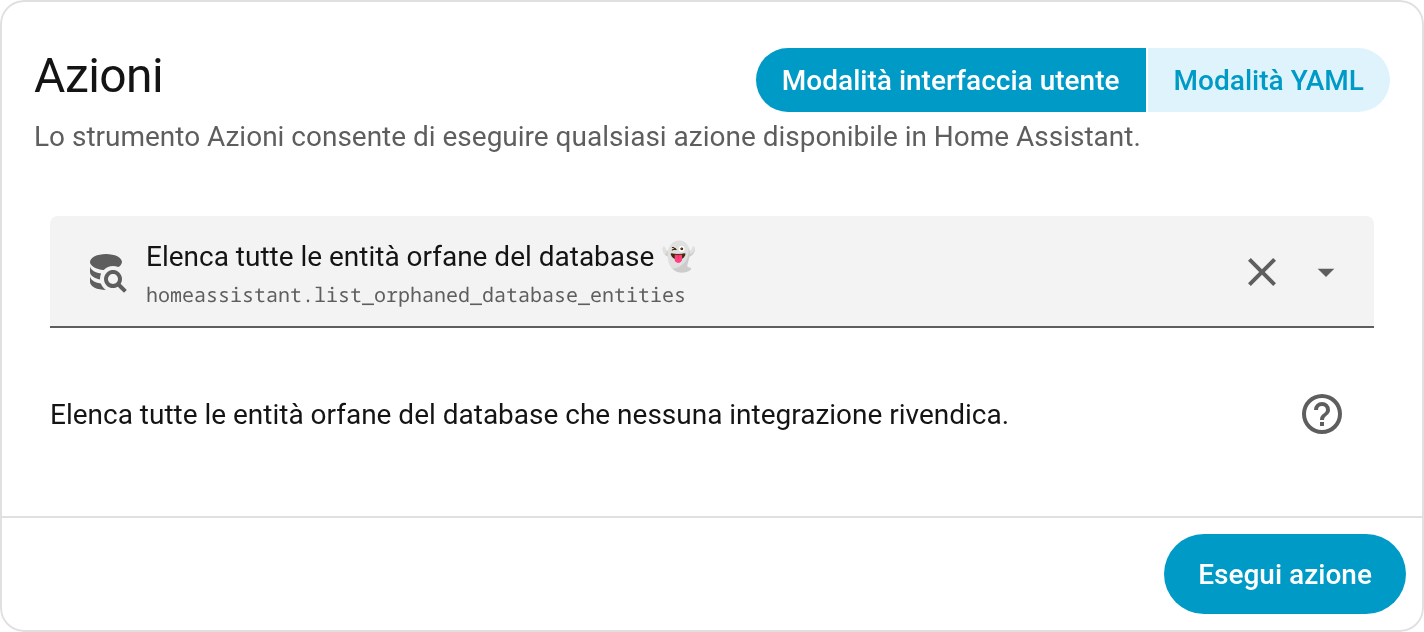 Azioni
Modalità interfaccia utente
Modalità YAML
Lo strumento Azioni consente di eseguire qualsiasi azione disponibile in Home Assistant.
Elenca tutte le entità orfane del database 👻
homeassistant.list_orphaned_database_entities
Elenca tutte le entità orfane del database che nessuna integrazione rivendica.
Esegui azione